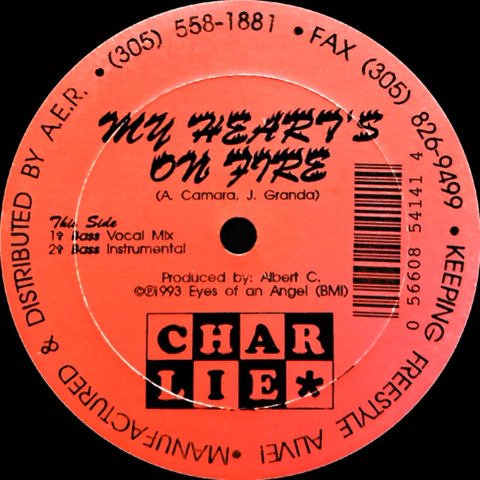 MANUFACTURED & DISTRIBUTED BY A.E.R. • (305) 558-1881 • FAX (305) 826-9499 • KEEPING FREESTYLE ALIVE! •
MY HEART'S
ON FIRE
(A. Camara, J. Granda)
This Side
1? Bass Vocal Mix
2? Bass Instrumental
Produced by: Albert C.
©℗1993 Eyes of an Angel (BMI)
CHAR
LIE*
0 56608 54141 4